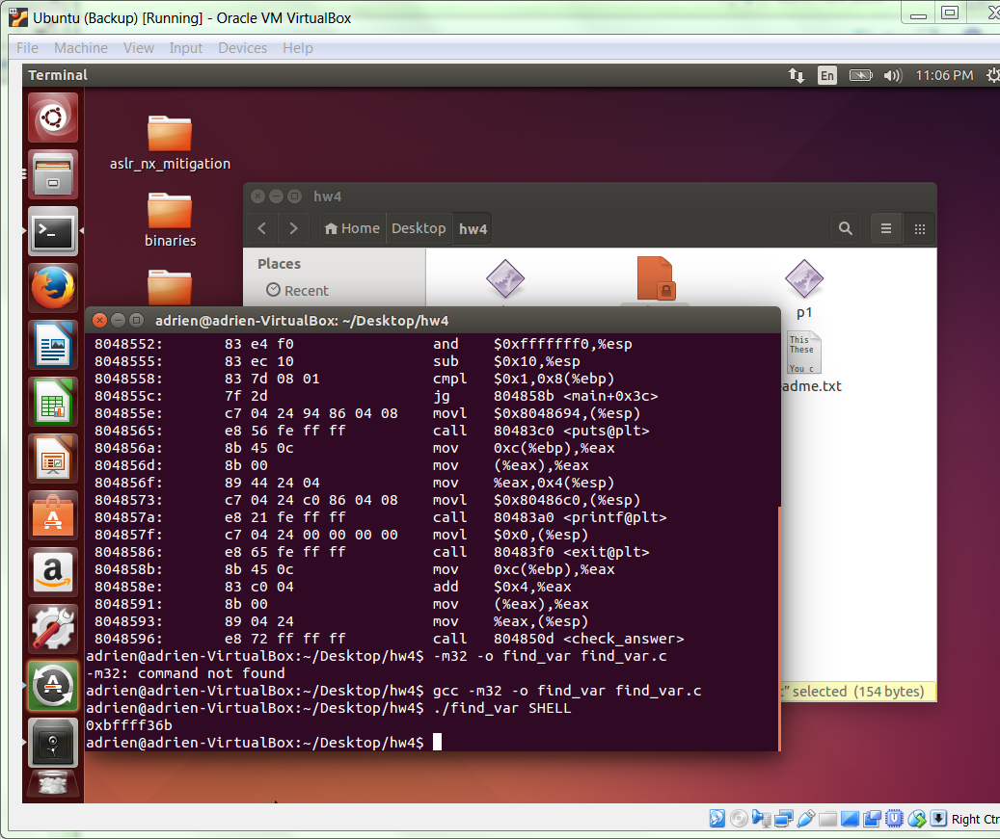 Ubuntu (Backup) [Running] - Oracle VM VirtualBox
File Machine View Input Devices Help
Terminal En 11:06 PM
aslr_nx_mitigation
binaries
hw4
Home Desktop hw4
Places
Recent
p1
This
These
You c
adme.txt
adrien@adrien-VirtualBox: ~/Desktop/hw4
8048552: 83 e4 f0 and $0xfffffff0,%esp
8048555: 83 ec 10 sub $0x10,%esp
8048558: 83 7d 08 01 cmpl $0x1,0x8(%ebp)
804855c: 7f 2d jg 804858b <main+0x3c>
804855e: c7 04 24 94 86 04 08 movl $0x8048694,(%esp)
8048565: e8 56 fe ff ff call 80483c0 <puts@plt>
804856a: 8b 45 0c mov 0xc(%ebp),%eax
804856d: 8b 00 mov (%eax),%eax
804856f: 89 44 24 04 mov %eax,0x4(%esp)
8048573: c7 04 24 c0 86 04 08 movl $0x80486c0,(%esp)
804857a: e8 21 fe ff ff call 80483a0 <printf@plt>
804857f: c7 04 24 00 00 00 00 movl $0x0,(%esp)
8048586: e8 65 fe ff ff call 80483f0 <exit@plt>
804858b: 8b 45 0c mov 0xc(%ebp),%eax
804858e: 83 c0 04 add $0x4,%eax
8048591: 8b 00 mov (%eax),%eax
8048593: 89 04 24 mov %eax,(%esp)
8048596: e8 72 ff ff ff call 804850d <check_answer>
adrien@adrien-VirtualBox:~/Desktop/hw4$ -m32 -o find_var find_var.c
-m32: command not found
adrien@adrien-VirtualBox:~/Desktop/hw4$ gcc -m32 -o find_var find_var.c
adrien@adrien-VirtualBox:~/Desktop/hw4$ ./find_var SHELL
0xbffff36b
adrien@adrien-VirtualBox:~/Desktop/hw4$
" selected (154 bytes)
Right Ctr